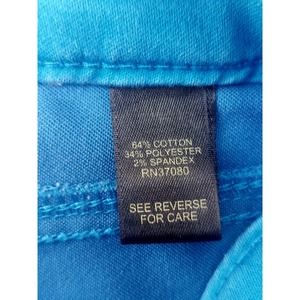 64% COTTON
34% POLYESTER
2% SPANDEX
RN37080
SEE REVERSE
FOR CARE